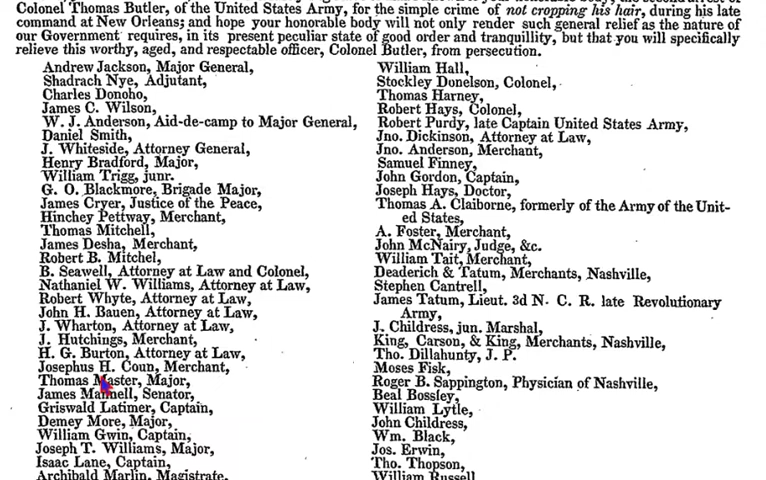 Colonel Thomas Butler, of the United States Army, for the simple crime of not cropping his hair, during his late
command at New Orleans; and hope your honorable body will not only render such general relief as the nature of
our Government requires, in its present peculiar state of good order and tranquillity, but that you will specifically
relieve this worthy, aged, and respectable officer, Colonel Butler, from persecution.
Andrew Jackson, Major General,
Shadrach Nye, Adjutant,
Charles Donoho,
James C. Wilson,
W. J. Anderson, Aid-de-camp to Major General,
Daniel Smith,
J. Whiteside, Attorney General,
Henry Bradford, Major,
William Trigg, junr.
G. O. Blackmore, Brigade Major,
James Cryer, Justice of the Peace,
Hinchey Pettway, Merchant,
Thomas Mitchell,
James Desha, Merchant,
Robert B. Mitchel,
B. Seawell, Attorney at Law and Colonel,
Nathaniel W. Williams, Attorney at Law,
Robert Whyte, Attorney at Law,
John H. Bauen, Attorney at Law,
J. Wharton, Attorney at Law,
J. Hutchings, Merchant,
H. G. Burton, Attorney at Law,
Josephus H. Coun, Merchant,
Thomas Master, Major,
James Senator,
Griswald Latimer, Captain,
Demey More, Major,
William Gwin, Captain,
Joseph T. Williams, Major,
Isaac Lane, Captain,
Archibald Marlin, Magistrate,
William Hall,
Stockley Donelson, Colonel,
Thomas Harney,
Robert Hays, Colonel,
Robert Purdy, late Captain United States Army,
Jno. Dickinson, Attorney at Law,
Jno. Anderson, Merchant,
Samuel Finney,
John Gordon, Captain,
Joseph Hays, Doctor,
Thomas A. Claiborne, formerly of the Army of the Unit-
ed States,
A. Foster, Merchant,
John McNairy, Judge, &c.
William Tait, Merchant,
Deaderich & Tatum, Merchants, Nashville,
Stephen Cantrell,
James Tatum, Lieut. 3d N. C. R. late Revolutionary
Army,
J. Childress, jun. Marshal,
King, Carson, & King, Merchants, Nashville,
Tho. Dillahunty, J. P.
Moses Fisk,
Roger B. Sappington, Physician of Nashville,
Beal Bossley,
William Lytle,
John Childress,
Wm. Black,
Jos. Erwin,
Tho. Thopson,
William Russell